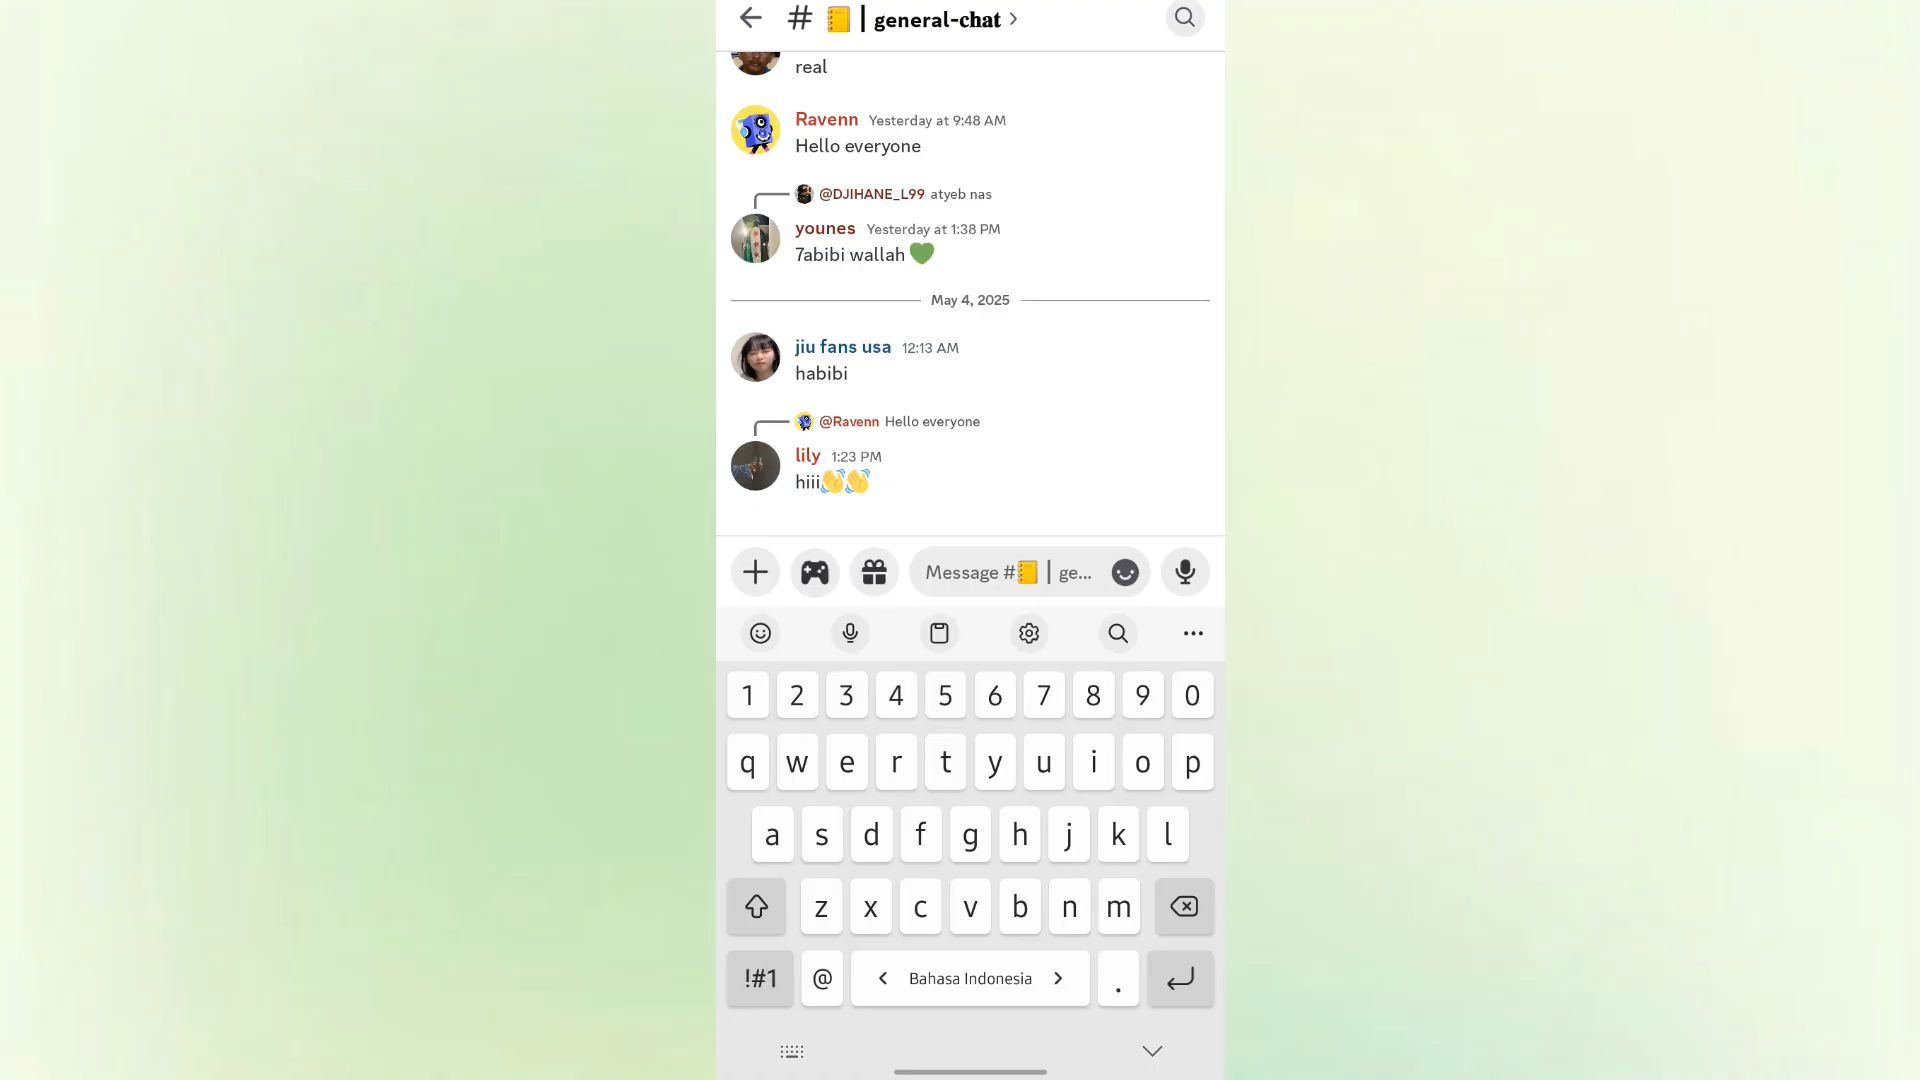 # 📒 | general-𝐜𝐡𝐚𝐭 >
real
Ravenn Yesterday at 9:48 AM
Hello everyone
@DJIHANE_L99 atyeb nas
younes Yesterday at 1:38 PM
7abibi wallah 💚
May 4, 2025
jiu fans usa 12:13 AM
habibi
@Ravenn Hello everyone
lily 1:23 PM
hiii👋👋
Message #📒 | ge...
1 2 3 4 5 6 7 8 9 0
q w e r t y u i o p
a s d f g h j k l
z x c v b n m
!#1 @ < Bahasa Indonesia > .